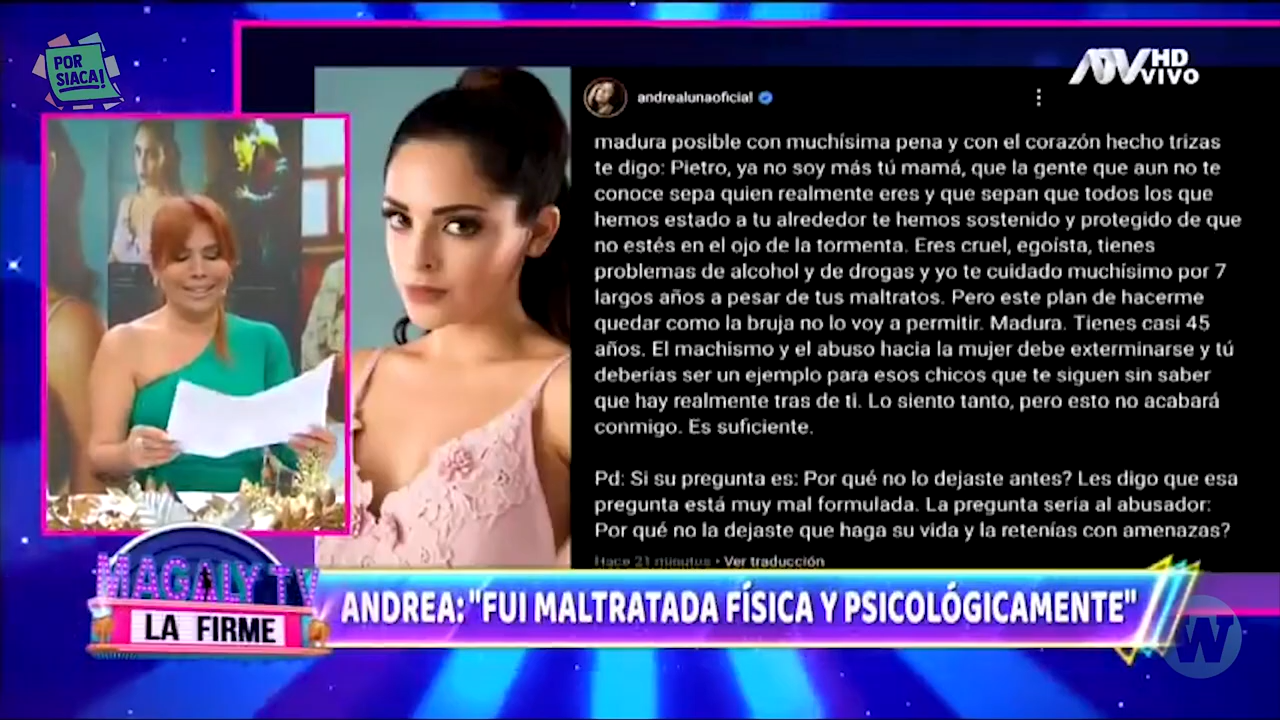 POR
SIACA!
ATV HD
VIVO
andrealunaoficial
madura posible con muchísima pena y con el corazón hecho trizas
te digo: Pietro, ya no soy más tú mamá, que la gente que aun no te
conoce sepa quien realmente eres y que sepan que todos los que
hemos estado a tu alrededor te hemos sostenido y protegido de que
no estés en el ojo de la tormenta. Eres cruel, egoísta, tienes
problemas de alcohol y de drogas y yo te cuidado muchísimo por 7
largos años a pesar de tus maltratos. Pero este plan de hacerme
quedar como la bruja no lo voy a permitir. Madura. Tienes casi 45
años. El machismo y el abuso hacia la mujer debe exterminarse y tú
deberías ser un ejemplo para esos chicos que te siguen sin saber
que hay realmente tras de ti. Lo siento tanto, pero esto no acabará
conmigo. Es suficiente.
Pd: Si su pregunta es: Por qué no lo dejaste antes? Les digo que esa
pregunta está muy mal formulada. La pregunta seria al abusador:
Por qué no la dejaste que haga su vida y la retenías con amenazas?
Hace 21 minutos • Ver traducción
MAGALY TV
LA FIRME
ANDREA: "FUI MALTRATADA FÍSICA Y PSICOLÓGICAMENTE"
W